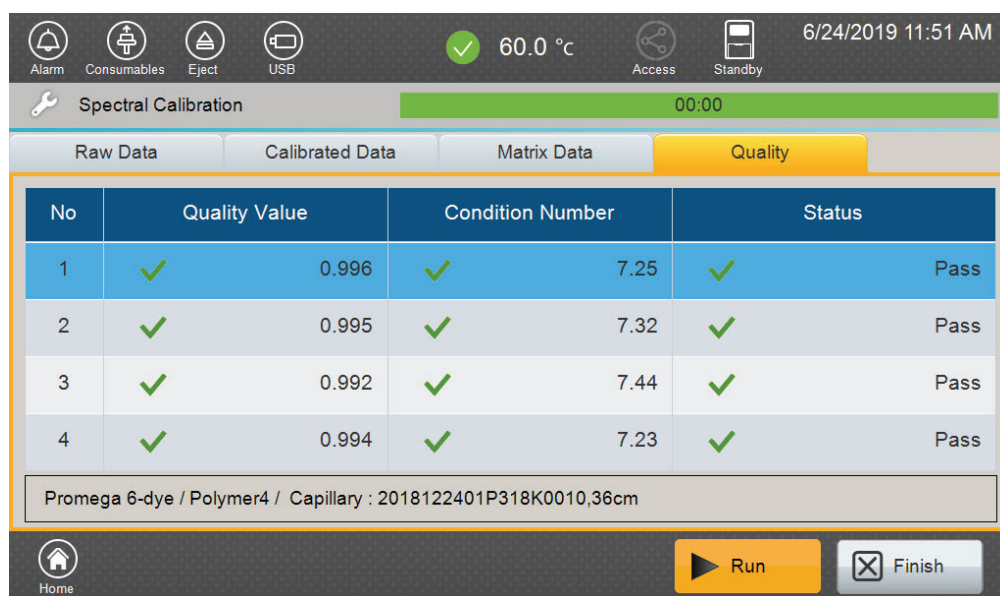 60.0 °c
6/24/2019 11:51 AM
Alarm Consumables Eject USB Access Standby
Spectral Calibration 00:00
Raw Data Calibrated Data Matrix Data Quality
No Quality Value Condition Number Status
1 0.996 7.25 Pass
2 0.995 7.32 Pass
3 0.992 7.44 Pass
4 0.994 7.23 Pass
Promega 6-dye / Polymer4 / Capillary : 2018122401P318K0010,36cm
Home Run Finish